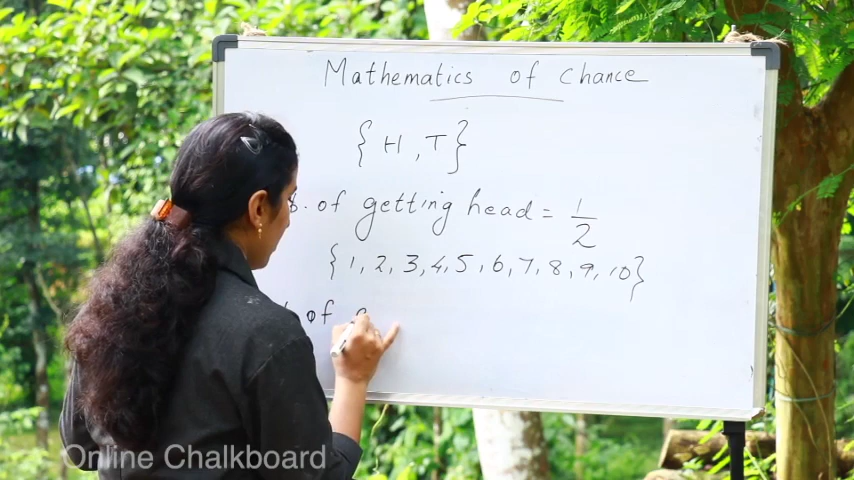 Mathematics of Chance
{H, T}
of getting head = 1/2
{1, 2, 3, 4, 5, 6, 7, 8, 9, 10}
of
Online Chalkboard